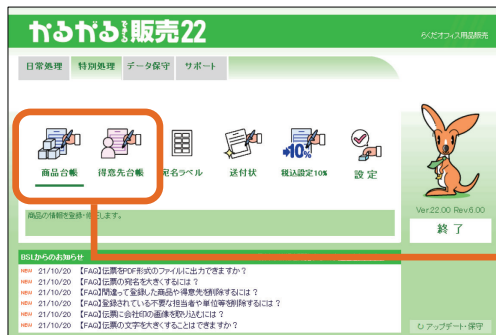 かるがるできる販売22
らくだオフィス用品販売
日常処理 特別処理 データ保守 サポート
+10%
商品台帳 得意先台帳 宛名ラベル 送付状 税込設定10% 設定
商品の情報を登録・修正します。
Ver.22.00 Rev.6.00
終了
BSLからのお知らせ
NEW 21/10/20 【FAQ】伝票をPDF形式のファイルに出力できますか？
NEW 21/10/20 【FAQ】伝票の宛名を大きくするには？
NEW 21/10/20 【FAQ】間違って登録した商品や得意先を削除するには？
NEW 21/10/20 【FAQ】登録されている不要な担当者や単位等を削除するには？
NEW 21/10/20 【FAQ】伝票に会社印の画像を取り込むには？
NEW 21/10/20 【FAQ】伝票の文字を大きくすることはできますか？
アップデート・保守